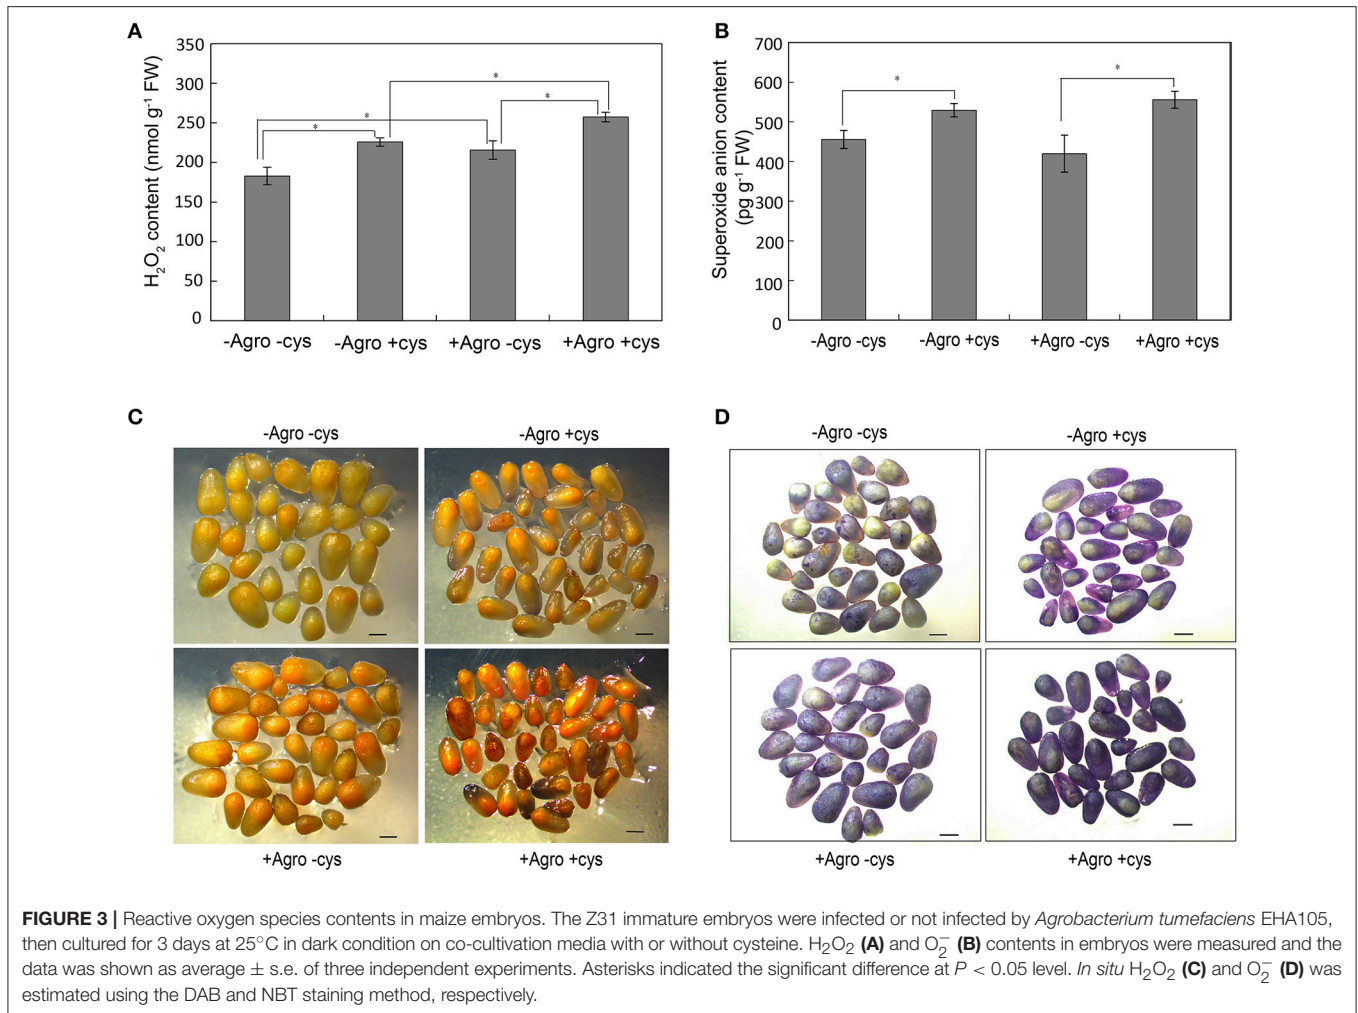 A
H₂O₂ content (nmol g⁻¹ FW)
350
300
250
200
150
100
50
0
*
*
*
*
-Agro -cys
-Agro +cys
+Agro -cys
+Agro +cys
B
Superoxide anion content
(pg g⁻¹ FW)
700
600
500
400
300
200
100
0
*
*
-Agro -cys
-Agro +cys
+Agro -cys
+Agro +cys
C
-Agro -cys
-Agro +cys
+Agro -cys
+Agro +cys
D
-Agro -cys
-Agro +cys
+Agro -cys
+Agro +cys
FIGURE 3 | Reactive oxygen species contents in maize embryos. The Z31 immature embryos were infected or not infected by Agrobacterium tumefaciens EHA105,
then cultured for 3 days at 25°C in dark condition on co-cultivation media with or without cysteine. H₂O₂ (A) and O₂⁻ (B) contents in embryos were measured and the
data was shown as average ± s.e. of three independent experiments. Asterisks indicated the significant difference at P < 0.05 level. In situ H₂O₂ (C) and O₂⁻ (D) was
estimated using the DAB and NBT staining method, respectively.